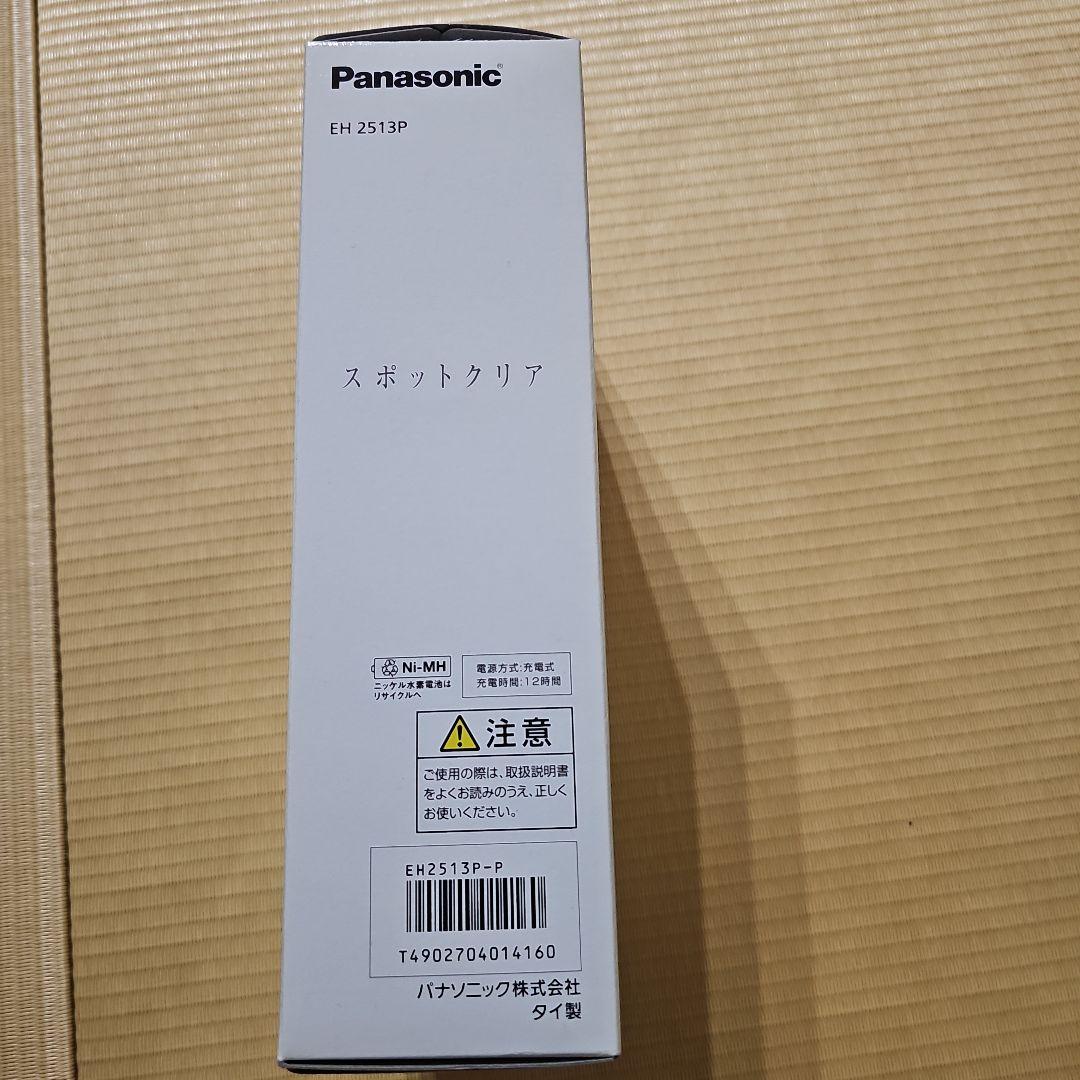 Panasonic®
EH 2513P
スポットクリア
Ni-MH
ニッケル水素電池は
リサイクルへ
電源方式:充電式
充電時間:12時間
注意
ご使用の際は、取扱説明書
をよくお読みのうえ、正しく
お使いください。
EH2513P-P
T4902704014160
パナソニック株式会社
タイ製